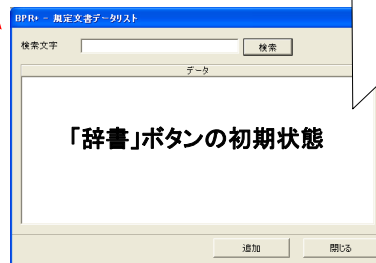 BPR+ - 規定文書データリスト
検索文字
検索
データ
「辞書」ボタンの初期状態
追加
閉じる